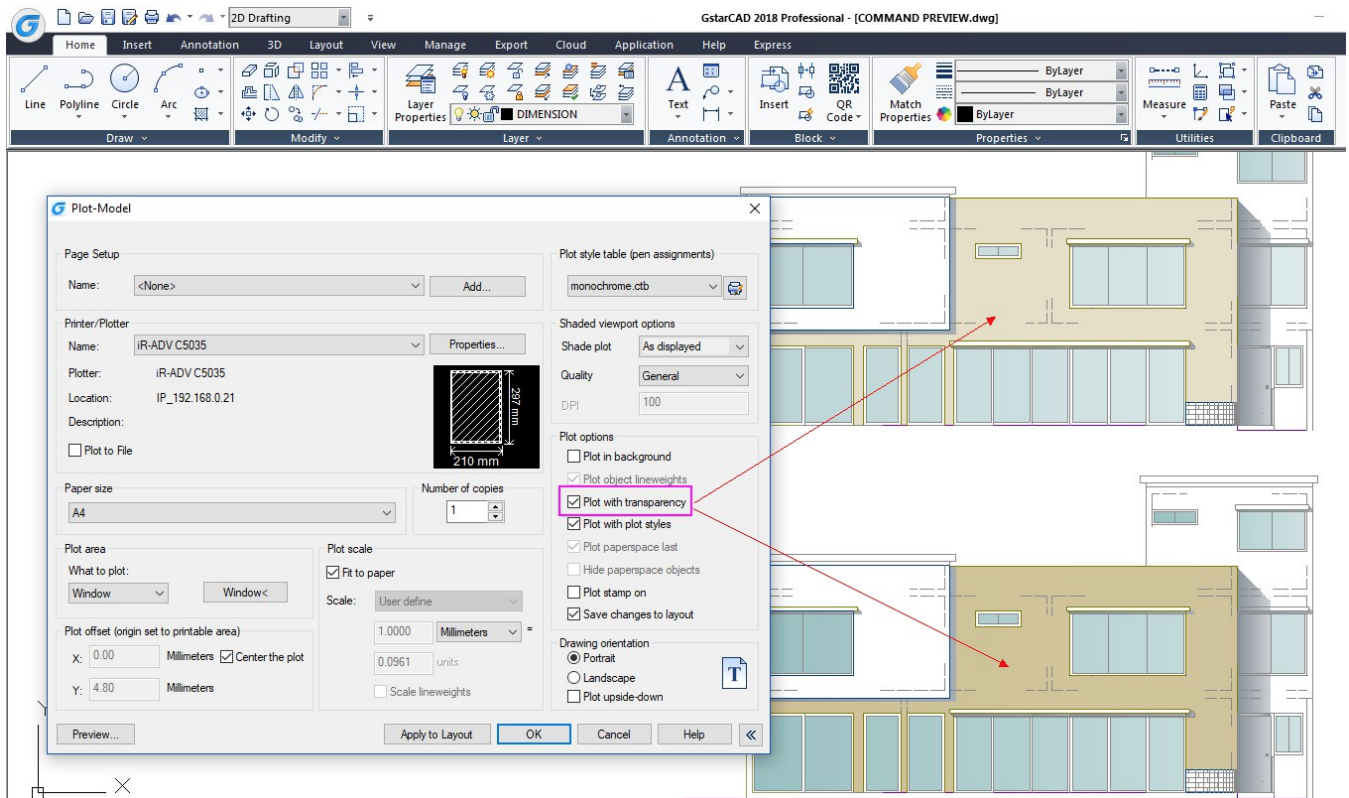 2D Drafting
GstarCAD 2018 Professional - [COMMAND PREVIEW.dwg]
Home Insert Annotation 3D Layout View Manage Export Cloud Application Help Express
Line Polyline Circle Arc
Layer
Properties
DIMENSION
Text
Insert
QR
Code
Match
Properties
ByLayer
ByLayer
ByLayer
Measure
Paste
Draw Modify Layer Annotation Block Properties Utilities Clipboard
Plot-Model
Page Setup
Name: <None> Add...
Printer/Plotter
Name: iR-ADV C5035 Properties...
Plotter: iR-ADV C5035
Location: IP_192.168.0.21
Description:
Plot to File
297 mm
210 mm
Paper size
A4
Number of copies
1
Plot area
What to plot:
Window Window<
Plot offset (origin set to printable area)
X: 0.00 Millimeters Center the plot
Y: 4.80 Millimeters
Plot scale
Fit to paper
Scale: User define
1.0000 Millimeters =
0.0961 units
Scale lineweights
Plot style table (pen assignments)
monochrome.ctb
Shaded viewport options
Shade plot As displayed
Quality General
DPI 100
Plot options
Plot in background
Plot object lineweights
Plot with transparency
Plot with plot styles
Plot paperspace last
Hide paperspace objects
Plot stamp on
Save changes to layout
Drawing orientation
Portrait
Landscape
Plot upside-down
T
Preview... Apply to Layout OK Cancel Help
Y
X